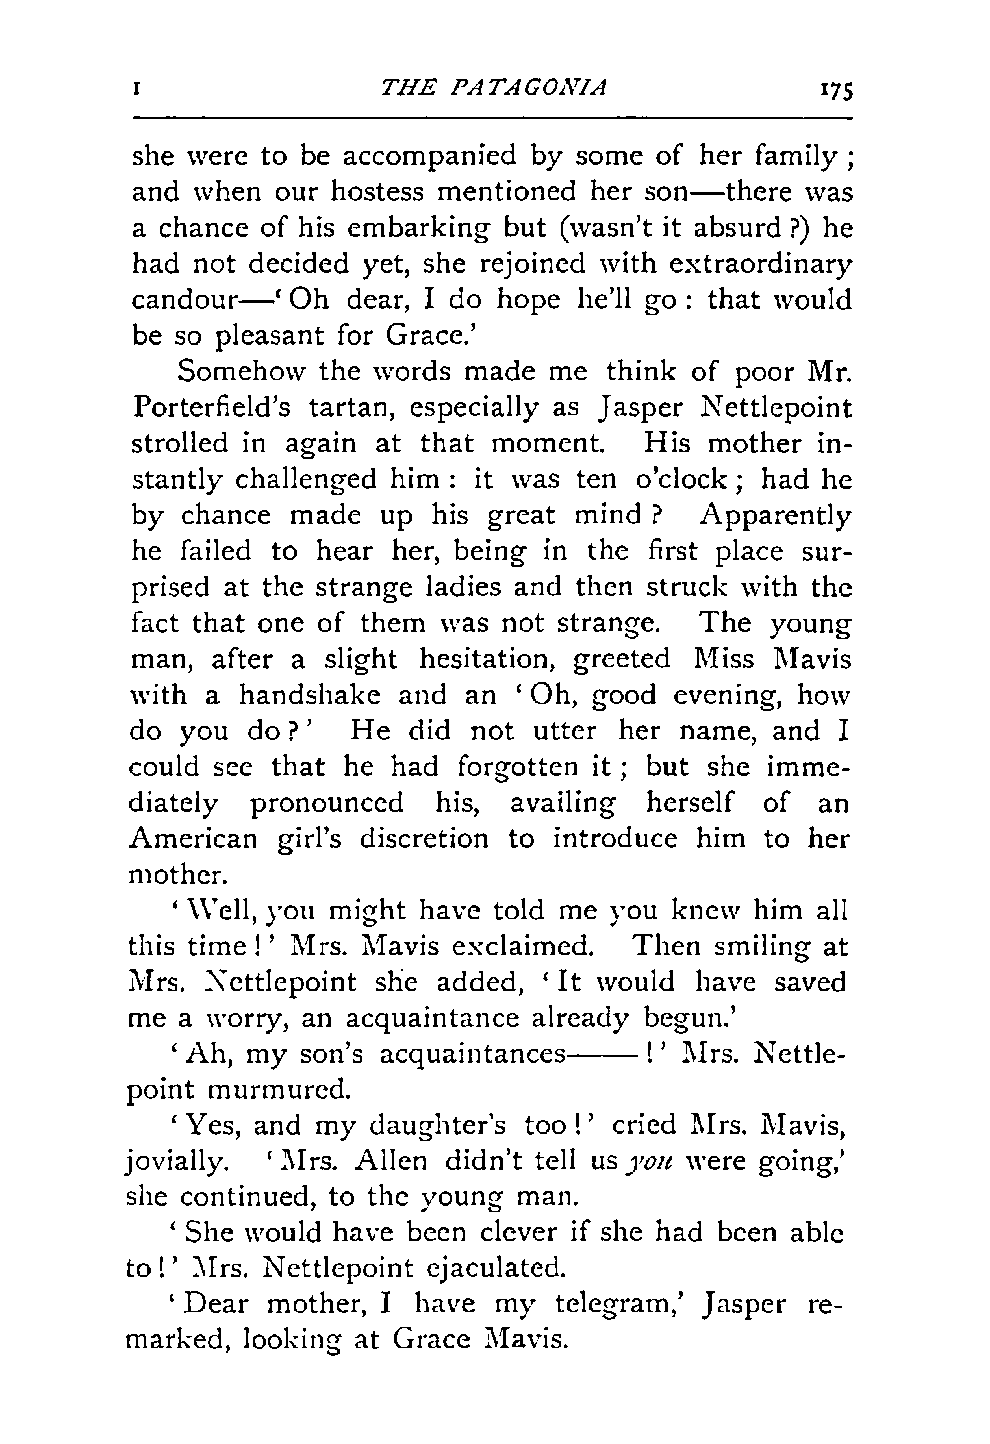 I THE PATAGONIA 175
she were to be accompanied by some of her family ;
and when our hostess mentioned her son—there was
a chance of his embarking but (wasn't it absurd ?) he
had not decided yet, she rejoined with extraordinary
candour—‘ Oh dear, I do hope he'll go : that would
be so pleasant for Grace.’
Somehow the words made me think of poor Mr.
Porterfield's tartan, especially as Jasper Nettlepoint
strolled in again at that moment. His mother in-
stantly challenged him : it was ten o'clock ; had he
by chance made up his great mind ? Apparently
he failed to hear her, being in the first place sur-
prised at the strange ladies and then struck with the
fact that one of them was not strange. The young
man, after a slight hesitation, greeted Miss Mavis
with a handshake and an ‘ Oh, good evening, how
do you do ? ’ He did not utter her name, and I
could see that he had forgotten it ; but she imme-
diately pronounced his, availing herself of an
American girl's discretion to introduce him to her
mother.
‘ Well, you might have told me you knew him all
this time ! ’ Mrs. Mavis exclaimed. Then smiling at
Mrs. Nettlepoint she added, ‘ It would have saved
me a worry, an acquaintance already begun.’
‘ Ah, my son's acquaintances—— ! ’ Mrs. Nettle-
point murmured.
‘ Yes, and my daughter's too ! ’ cried Mrs. Mavis,
jovially. ‘ Mrs. Allen didn't tell us you were going,’
she continued, to the young man.
‘ She would have been clever if she had been able
to ! ’ Mrs. Nettlepoint ejaculated.
‘ Dear mother, I have my telegram,’ Jasper re-
marked, looking at Grace Mavis.